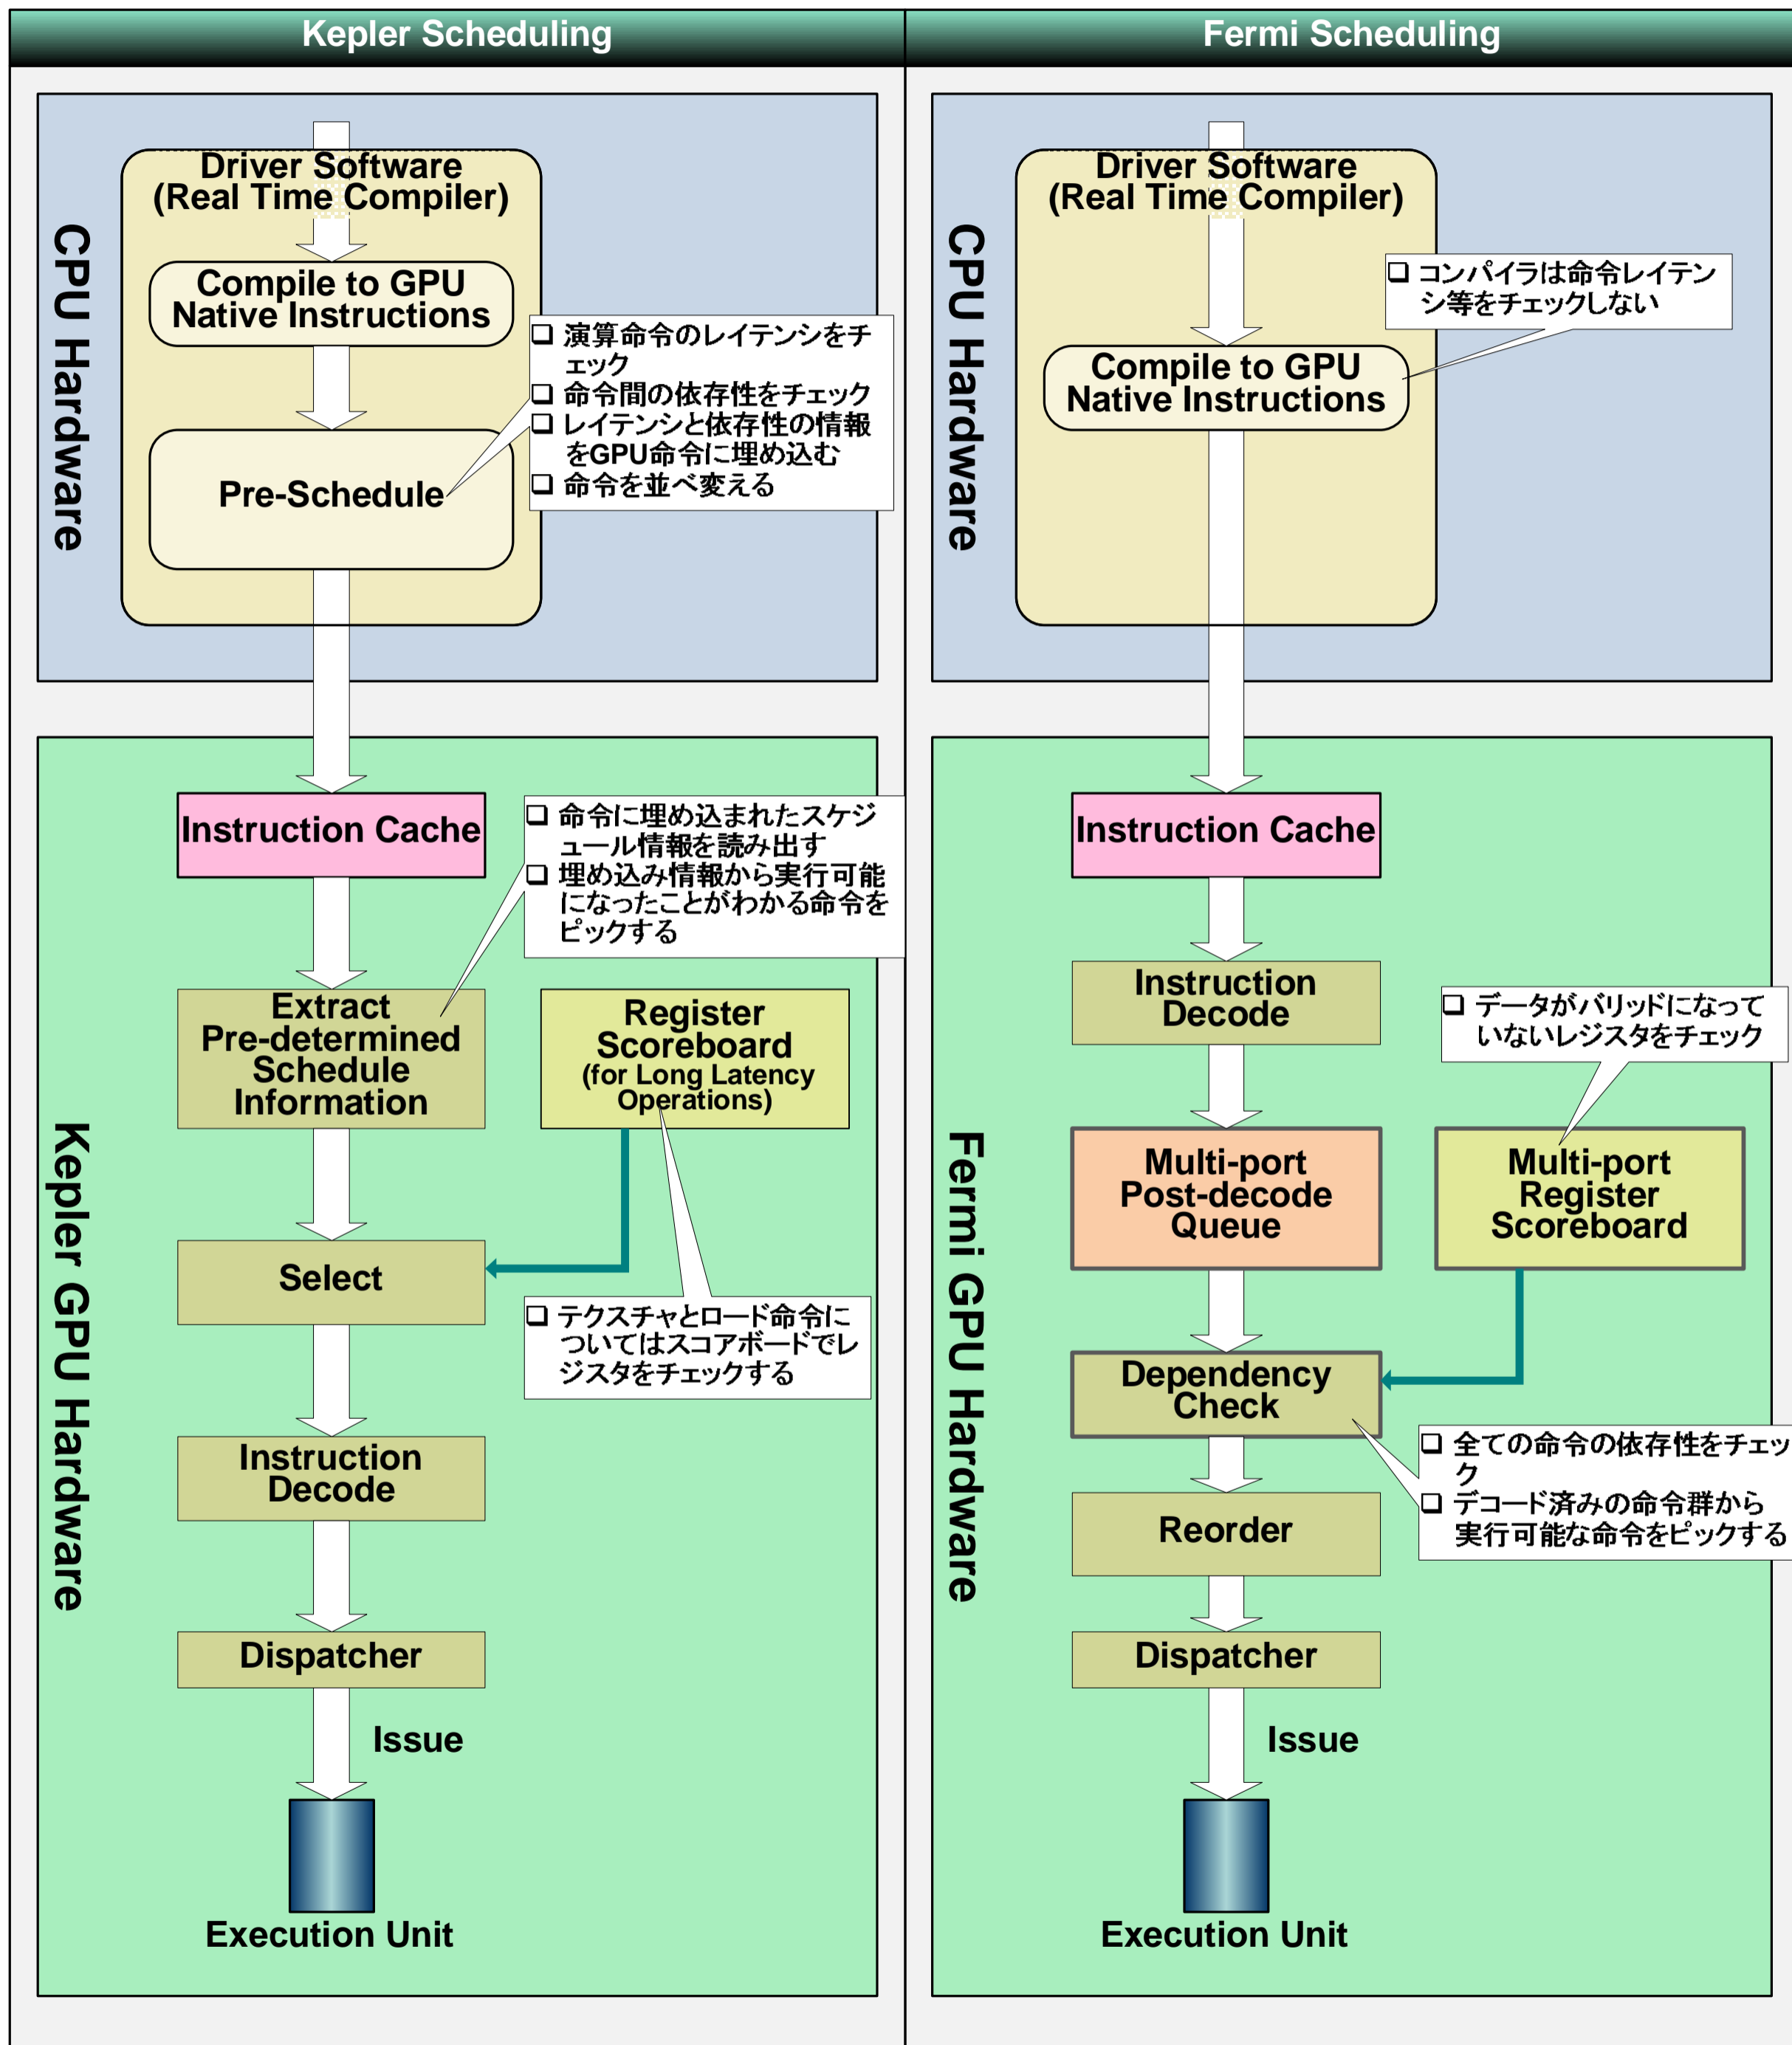 Kepler Scheduling
CPU Hardware
Driver Software
(Real Time Compiler)
Compile to GPU
Native Instructions
Pre-Schedule
❑ 演算命令のレイテンシをチ
ェック
❑ 命令間の依存性をチェック
❑ レイテンシと依存性の情報
をGPU命令に埋め込む
❑ 命令を並べ変える
Kepler GPU Hardware
Instruction Cache
❑ 命令に埋め込まれたスケジ
ュール情報を読み出す
❑ 埋め込み情報から実行可能
になったことがわかる命令を
ピックする
Extract
Pre-determined
Schedule
Information
Register
Scoreboard
(for Long Latency
Operations)
Select
❑ テクスチャとロード命令に
ついてはスコアボードでレ
ジスタをチェックする
Instruction
Decode
Dispatcher
Issue
Execution Unit
Fermi Scheduling
CPU Hardware
Driver Software
(Real Time Compiler)
❑ コンパイラは命令レイテン
シ等をチェックしない
Compile to GPU
Native Instructions
Fermi GPU Hardware
Instruction Cache
Instruction
Decode
❑ データがバリッドになって
いないレジスタをチェック
Multi-port
Post-decode
Queue
Multi-port
Register
Scoreboard
Dependency
Check
❑ 全ての命令の依存性をチェッ
ク
❑ デコード済みの命令群から
実行可能な命令をピックする
Reorder
Dispatcher
Issue
Execution Unit